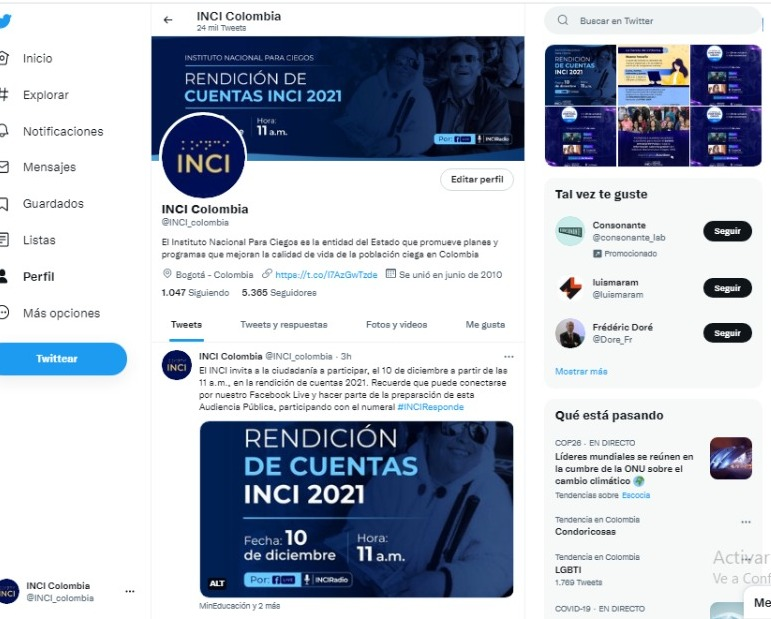 INCI Colombia
24 mil Tweets
Buscar en Twitter
Inicio
Explorar
Notificaciones
Mensajes
Guardados
Listas
Perfil
Más opciones
Twittear
INCI Colombia
@INCI_colombia
INSTITUTO NACIONAL PARA CIEGOS
RENDICIÓN DE
CUENTAS INCI 2021
Hora:
11 a.m.
Por: LIVE INCIRadio
INCI
Editar perfil
INCI Colombia
@INCI_colombia
El Instituto Nacional Para Ciegos es la entidad del Estado que promueve planes y
programas que mejoran la calidad de vida de la población ciega en Colombia
Bogotá - Colombia https://t.co/I7AzGwTzde Se unió en junio de 2010
1.047 Siguiendo 5.365 Seguidores
Tweets Tweets y respuestas Fotos y videos Me gusta
INCI
INCI Colombia @INCI_colombia · 3h
El INCI invita a la ciudadanía a participar, el 10 de diciembre a partir de las
11 a.m., en la rendición de cuentas 2021. Recuerde que puede conectarse
por nuestro Facebook Live y hacer parte de la preparación de esta
Audiencia Pública, participando con el numeral #INCIResponde
RENDICIÓN
DE CUENTAS
INCI 2021
Fecha: 10
de diciembre
Hora:
11 a.m.
ALT
Por: LIVE INCIRadio
MinEducación y 2 más
RENDICIÓN DE
CUENTAS
INCI 2021
Tal vez te guste
Consonante
@consonante_lab
Promocionado
Seguir
luismaram
@luismaram
Seguir
Frédéric Doré
@Dore_Fr
Seguir
Mostrar más
Qué está pasando
COP26 · EN DIRECTO
Líderes mundiales se reúnen en
la cumbre de la ONU sobre el
cambio climático
Tendencias sobre Escocia
Tendencia en Colombia
Condoricosas
Tendencia en Colombia
LGBTI
1.769 Tweets
COVID-19 · EN DIRECTO
Activar
Ve a Conf
Me